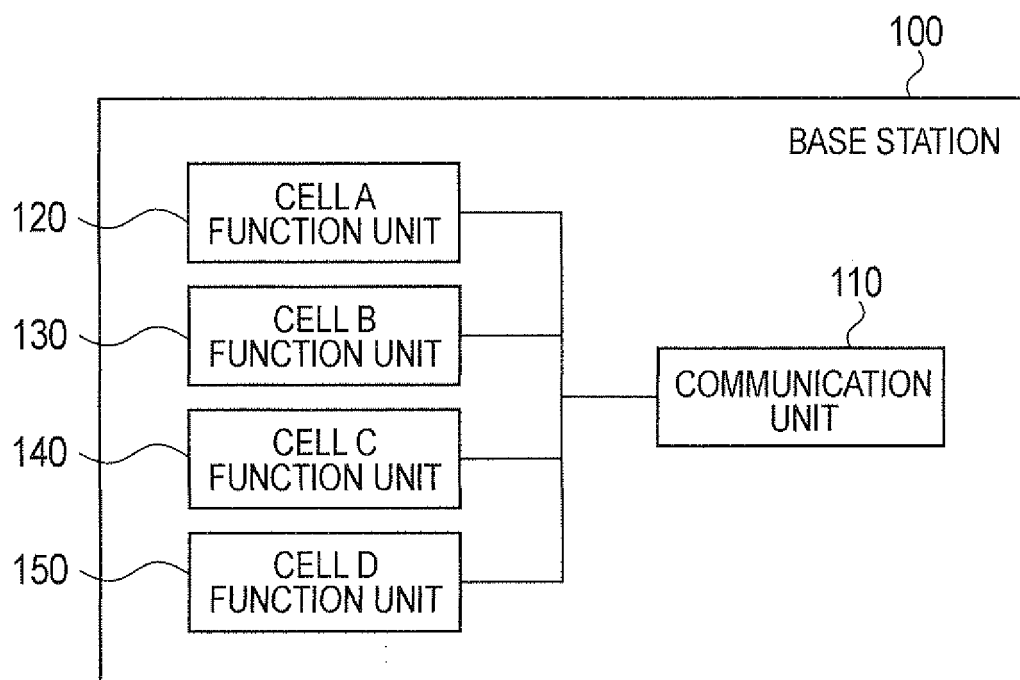 100
BASE STATION
120
CELL A
FUNCTION UNIT
110
130
CELL B
FUNCTION UNIT
COMMUNICATION
UNIT
140
CELL C
FUNCTION UNIT
150
CELL D
FUNCTION UNIT